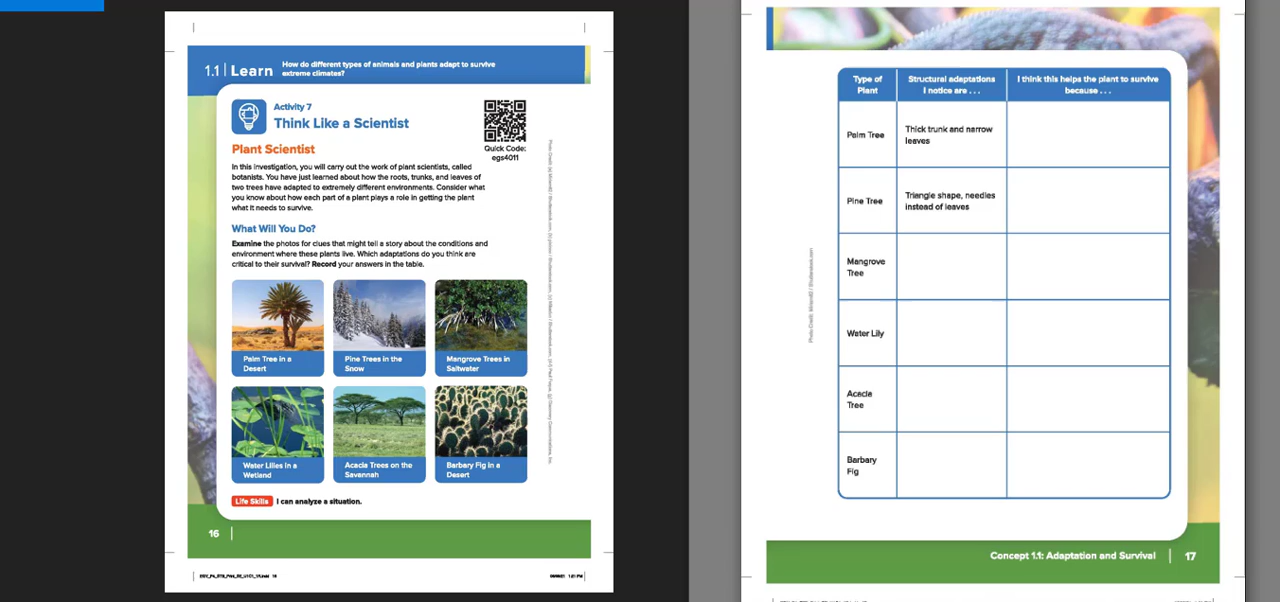 1.1 Learn
How do different types of animals and plants adapt to survive
extreme climates?
Activity 7
Think Like a Scientist
Quick Code:
egs4011
Plant Scientist
In this investigation, you will carry out the work of plant scientists, called
botanists. You have just learned about how the roots, trunks, and leaves of
two trees have adapted to extremely different environments. Consider what
you know about how each part of a plant plays a role in getting the plant
what it needs to survive.
What Will You Do?
Examine the photos for clues that might tell a story about the conditions and
environment where these plants live. Which adaptations do you think are
critical to their survival? Record your answers in the table.
Palm Tree in a
Desert
Pine Trees in the
Snow
Mangrove Trees in
Saltwater
Water Lilies in a
Wetland
Acacia Trees on the
Savannah
Barbary Fig in a
Desert
Life Skills I can analyze a situation.
16
Type of
Plant
Structural adaptations
I notice are . . .
I think this helps the plant to survive
because . . .
Palm Tree
Thick trunk and narrow
leaves
Pine Tree
Triangle shape, needles
instead of leaves
Mangrove
Tree
Water Lily
Acacia
Tree
Barbary
Fig
Concept 1.1: Adaptation and Survival
17